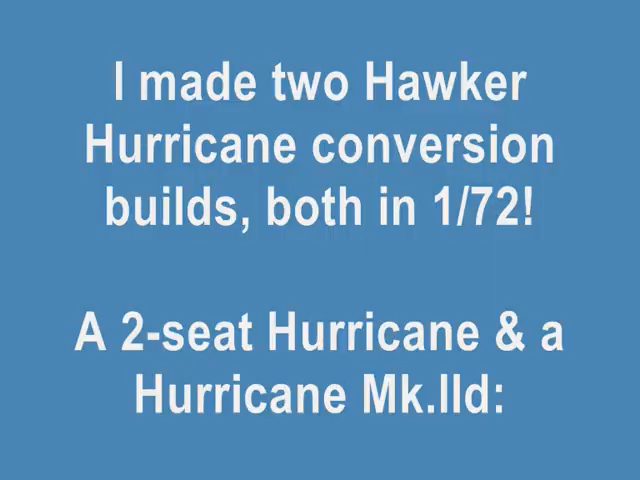 I made two Hawker
Hurricane conversion
builds, both in 1/72!
A 2-seat Hurricane & a
Hurricane Mk.IId: